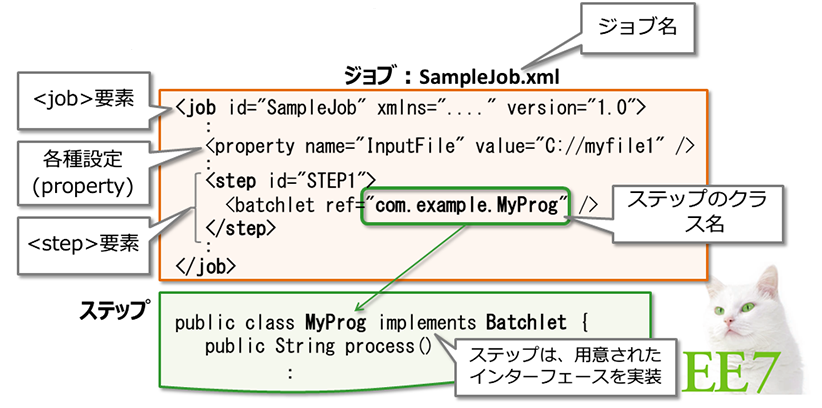 ジョブ名
ジョブ：SampleJob.xml
<job>要素
<job id="SampleJob" xmlns="...." version="1.0">
:
各種設定
(property)
<property name="InputFile" value="C://myfile1" />
:
<step id="STEP1">
<batchlet ref="com.example.MyProg" />
ステップのクラ
ス名
</step>
<step>要素
:
</job>
ステップ
public class MyProg implements Batchlet {
public String process()
:
ステップは、用意された
インターフェースを実装
EE7